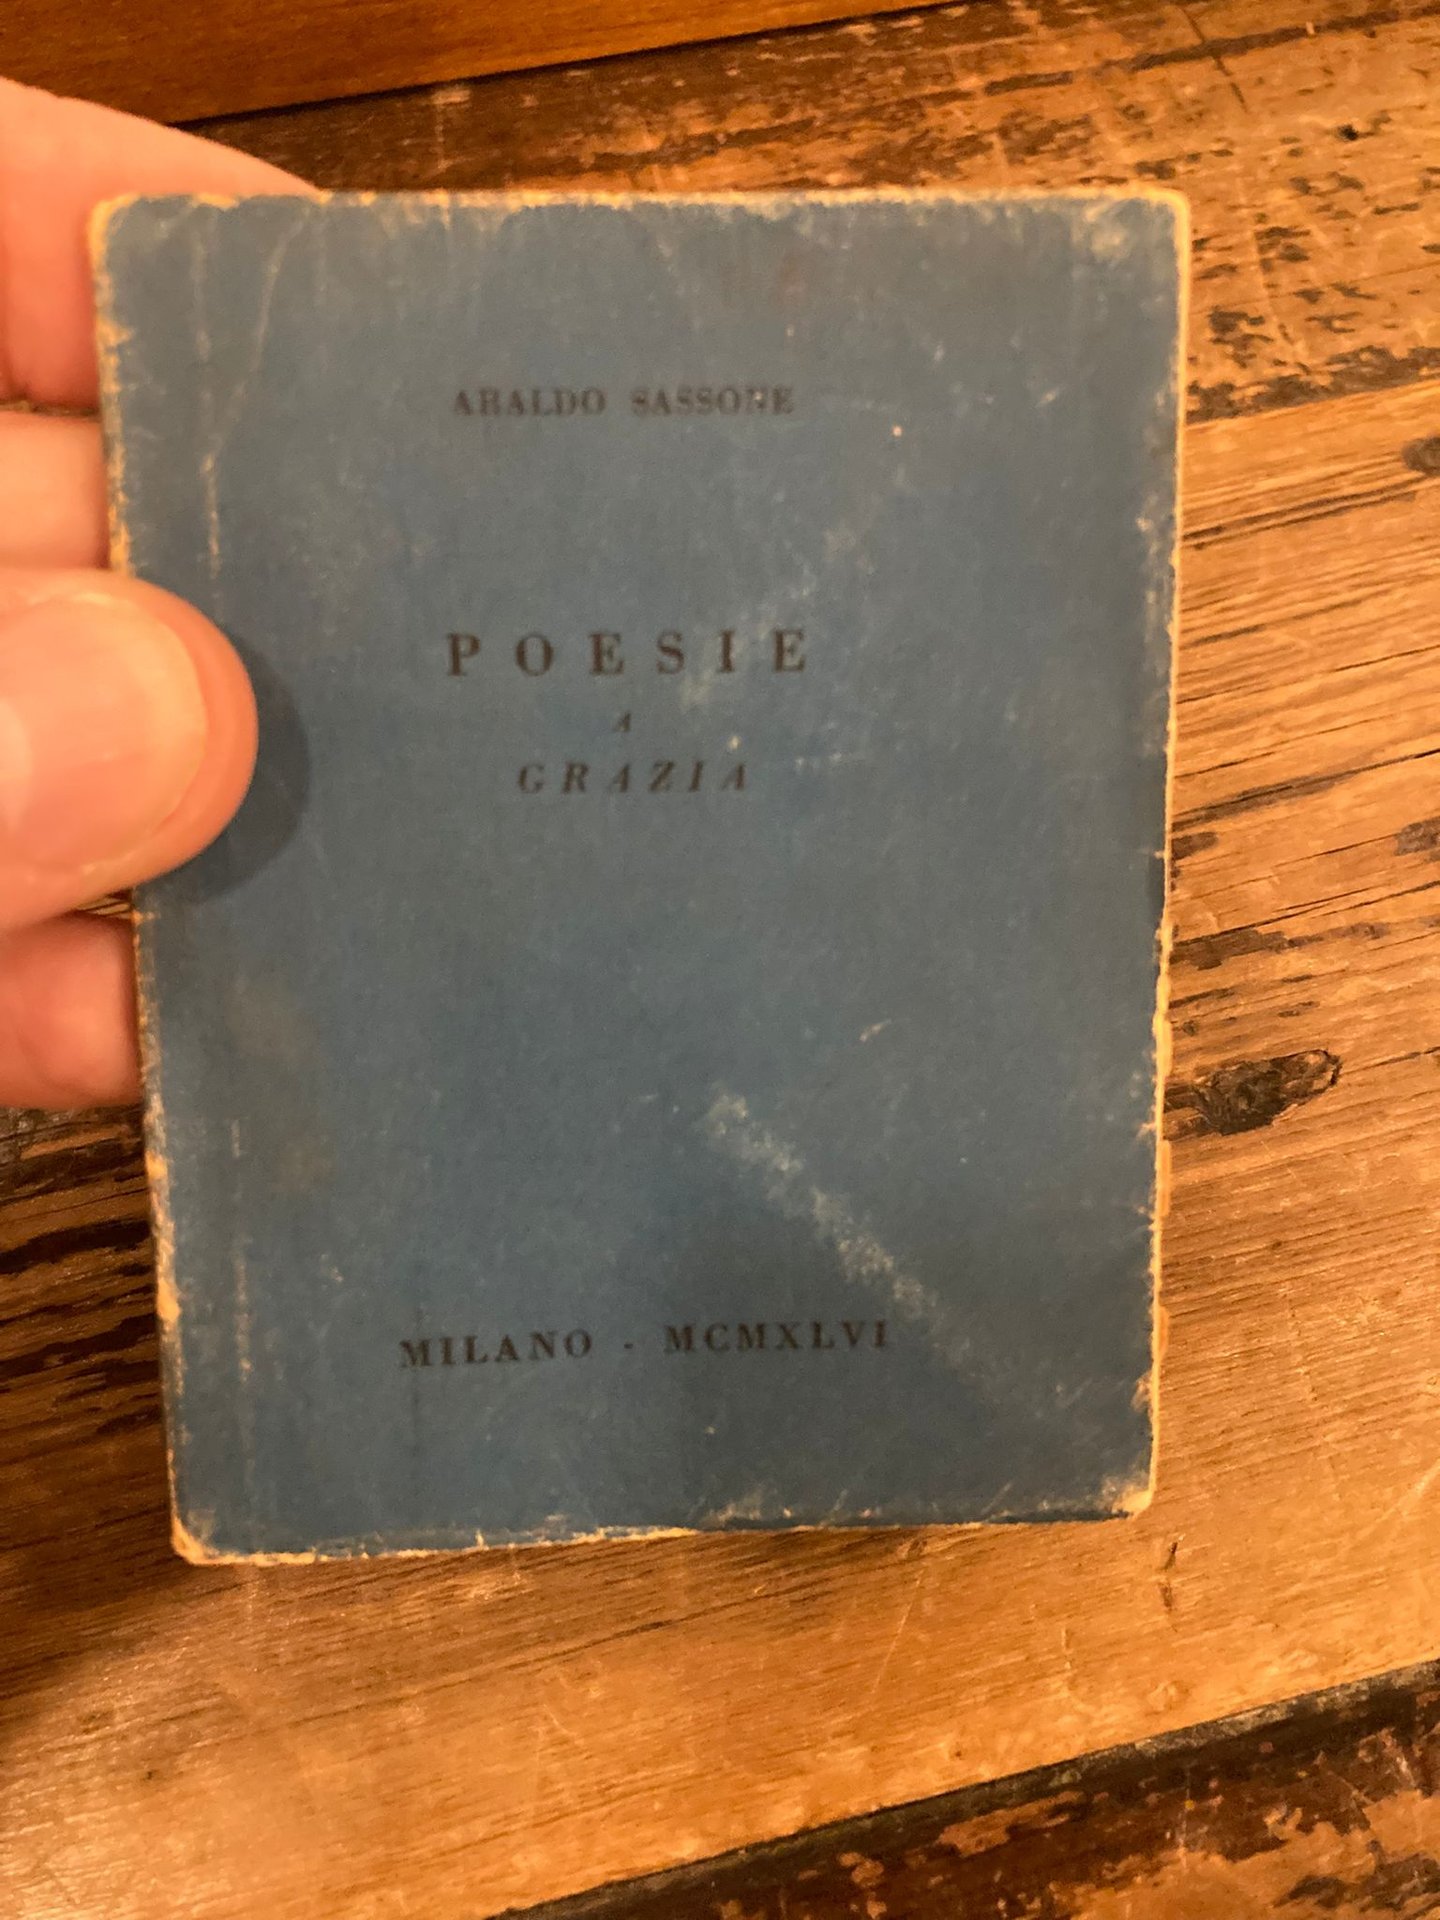 ARALDO SASSONE
POESIE
A
GRAZIA
MILANO - MCMXLVI